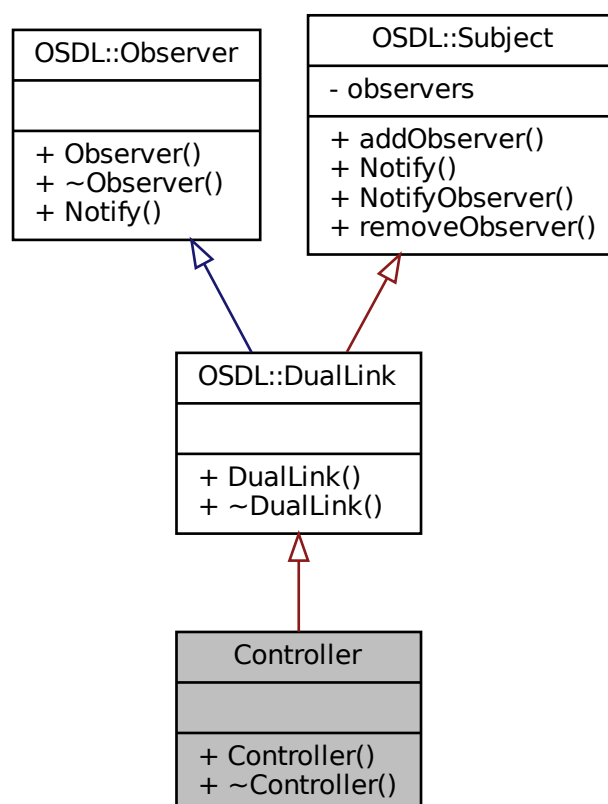 OSDL::Observer
+ Observer()
+ ~Observer()
+ Notify()
OSDL::Subject
- observers
+ addObserver()
+ Notify()
+ NotifyObserver()
+ removeObserver()
OSDL::DualLink
+ DualLink()
+ ~DualLink()
Controller
+ Controller()
+ ~Controller()